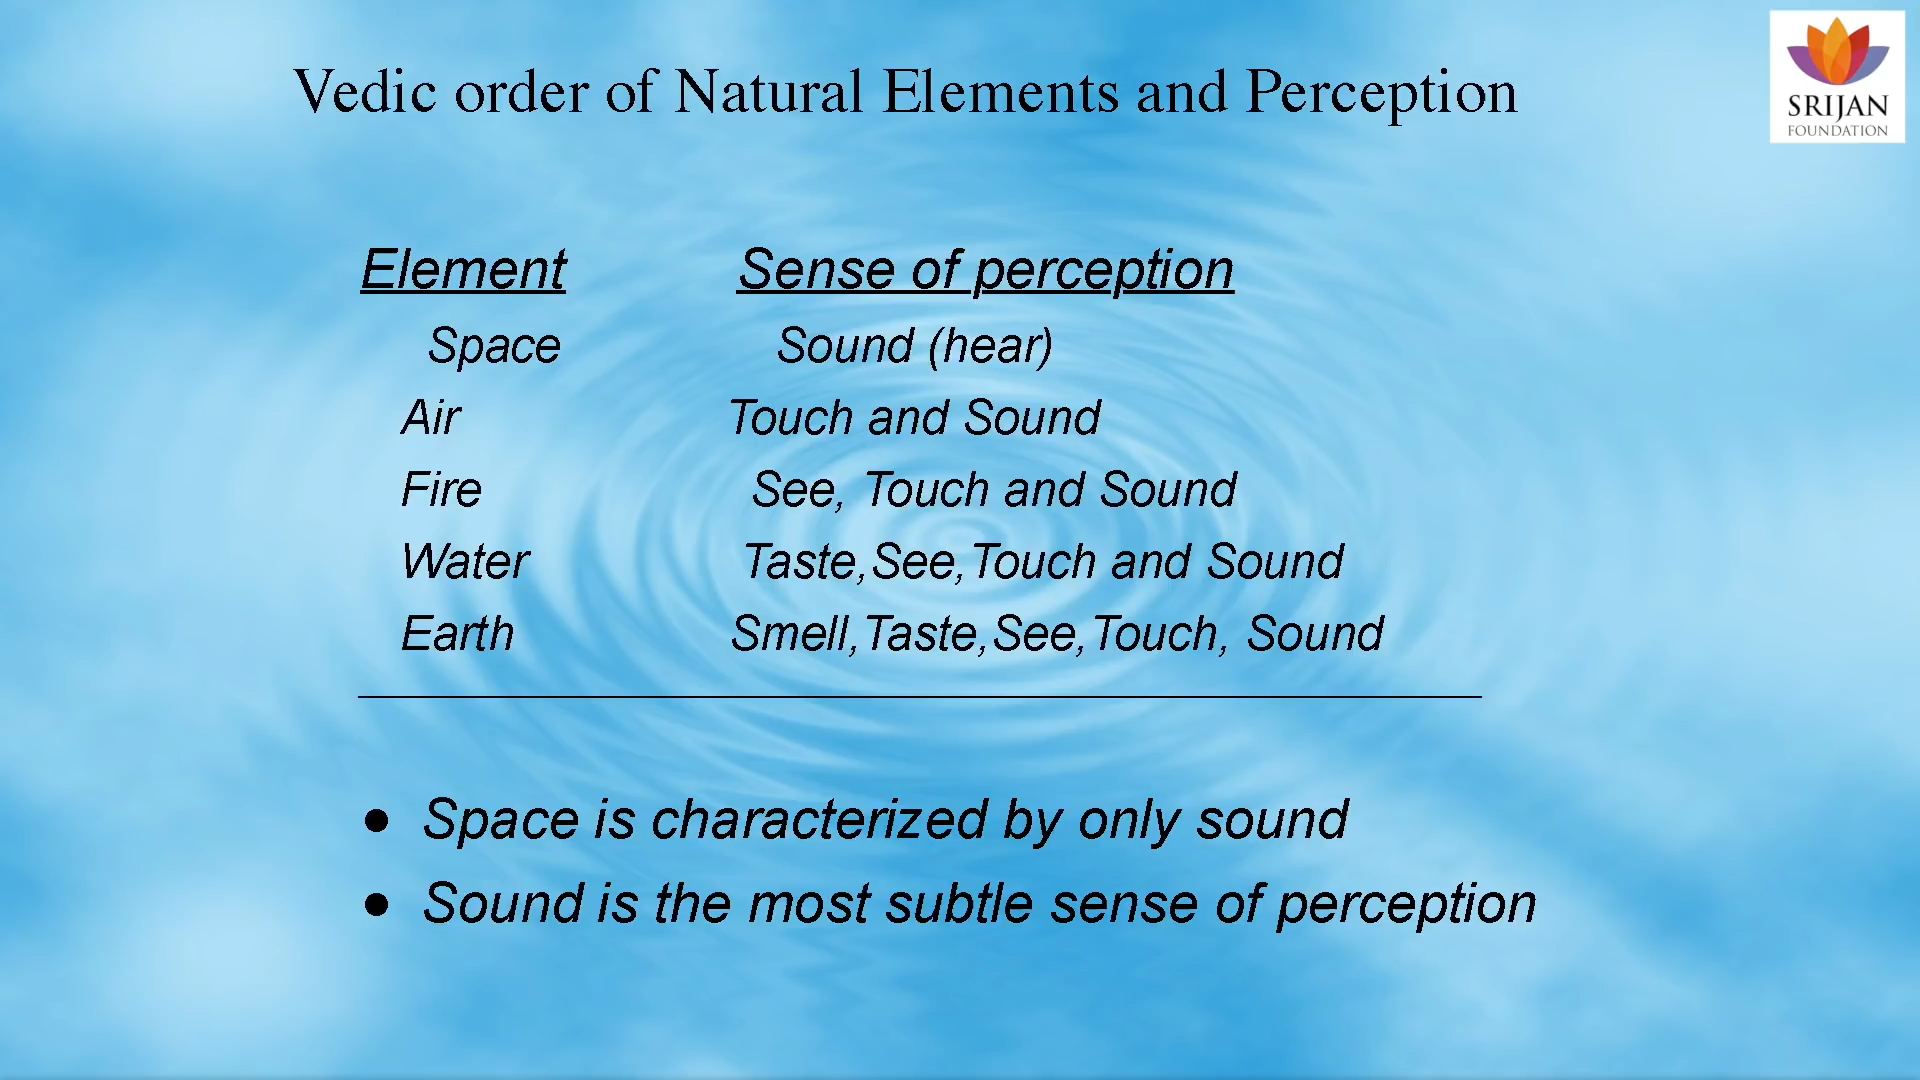 Vedic order of Natural Elements and Perception
SRIJAN
FOUNDATION
Element Sense of perception
Space Sound (hear)
Air Touch and Sound
Fire See, Touch and Sound
Water Taste,See,Touch and Sound
Earth Smell,Taste,See,Touch, Sound
● Space is characterized by only sound
● Sound is the most subtle sense of perception